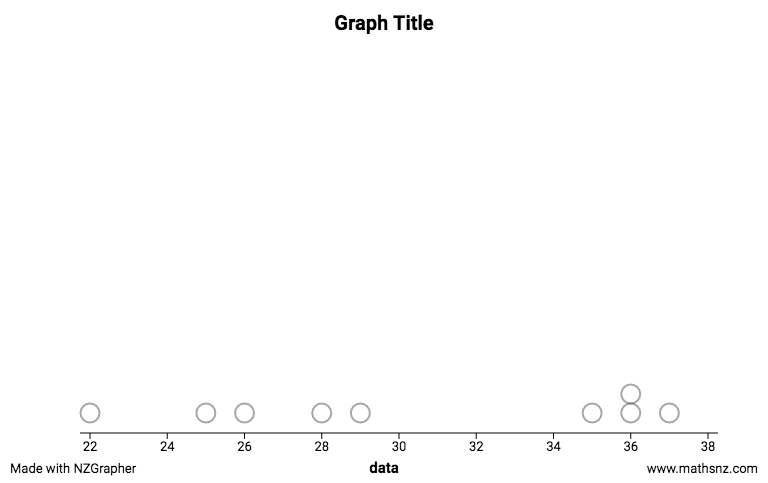 Graph Title
22 24 26 28 30 32 34 36 38
Made with NZGrapher data www.mathsnz.com